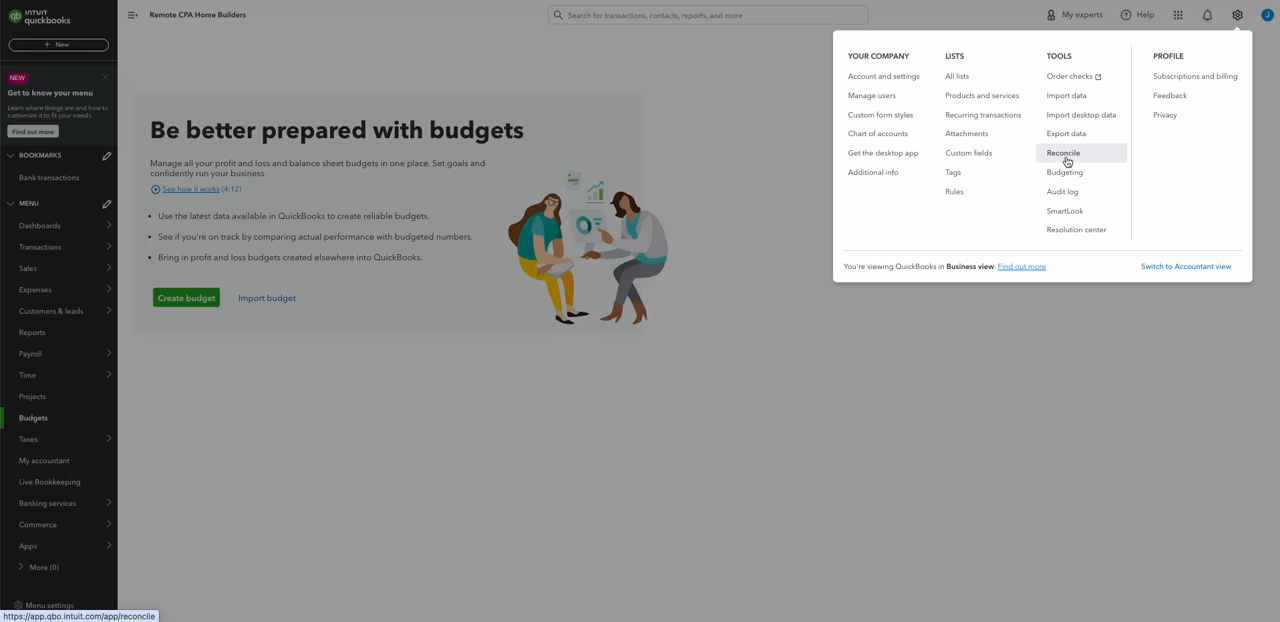 INTUIT
quickbooks
Remote CPA Home Builders
Search for transactions, contacts, reports, and more
My experts
Help
J
+ New
NEW
Get to know your menu
Learn where things are and how to
customize it to fit your needs.
Find out more
BOOKMARKS
Bank transactions
MENU
Dashboards
Transactions
Sales
Expenses
Customers & leads
Reports
Payroll
Time
Projects
Budgets
Taxes
My accountant
Live Bookkeeping
Banking services
Commerce
Apps
More (0)
Menu settings
https://app.qbo.intuit.com/app/reconcile
Be better prepared with budgets
Manage all your profit and loss and balance sheet budgets in one place. Set goals and
confidently run your business.
See how it works (4:12)
• Use the latest data available in QuickBooks to create reliable budgets.
• See if you're on track by comparing actual performance with budgeted numbers.
• Bring in profit and loss budgets created elsewhere into QuickBooks.
Create budget
Import budget
YOUR COMPANY
Account and settings
Manage users
Custom form styles
Chart of accounts
Get the desktop app
Additional info
LISTS
All lists
Products and services
Recurring transactions
Attachments
Custom fields
Tags
Rules
TOOLS
Order checks
Import data
Import desktop data
Export data
Reconcile
Budgeting
Audit log
SmartLook
Resolution center
PROFILE
Subscriptions and billing
Feedback
Privacy
You're viewing QuickBooks in Business view. Find out more
Switch to Accountant view